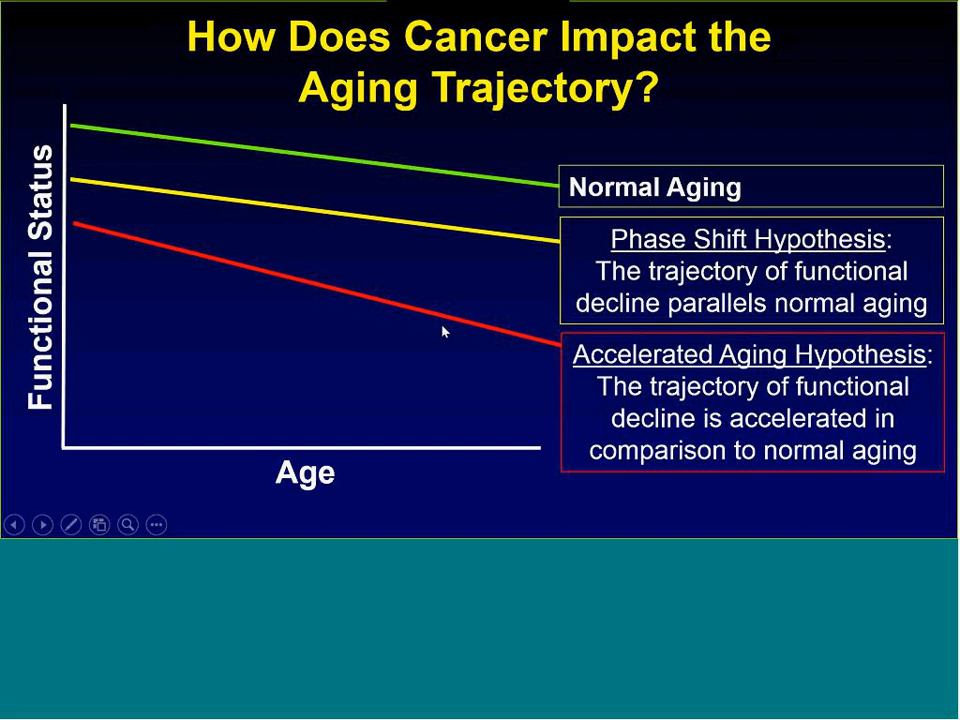 How Does Cancer Impact the
Aging Trajectory?
Functional Status
Normal Aging
Phase Shift Hypothesis:
The trajectory of functional
decline parallels normal aging
Accelerated Aging Hypothesis:
The trajectory of functional
decline is accelerated in
comparison to normal aging
Age